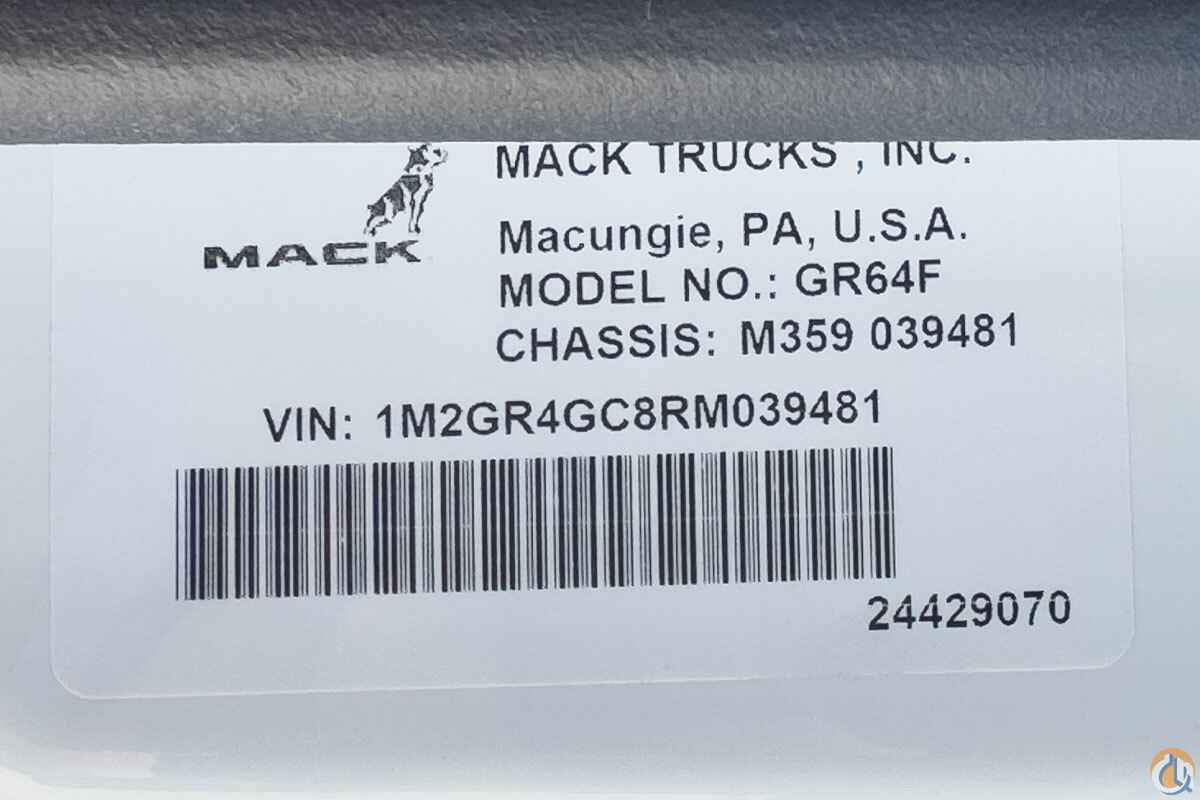 MACK TRUCKS , INC.
MACK
Macungie, PA, U.S.A.
MODEL NO.: GR64F
CHASSIS: M359 039481
VIN: 1M2GR4GC8RM039481
24429070